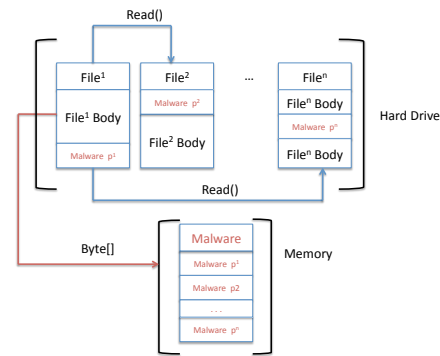 Read()
File¹
File²
...
Fileⁿ
File¹ Body
Malware p¹
Malware p²
File² Body
Fileⁿ Body
Malware pⁿ
Fileⁿ Body
Hard Drive
Read()
Byte[]
Memory
Malware
Malware p¹
Malware p2
...
Malware pⁿ